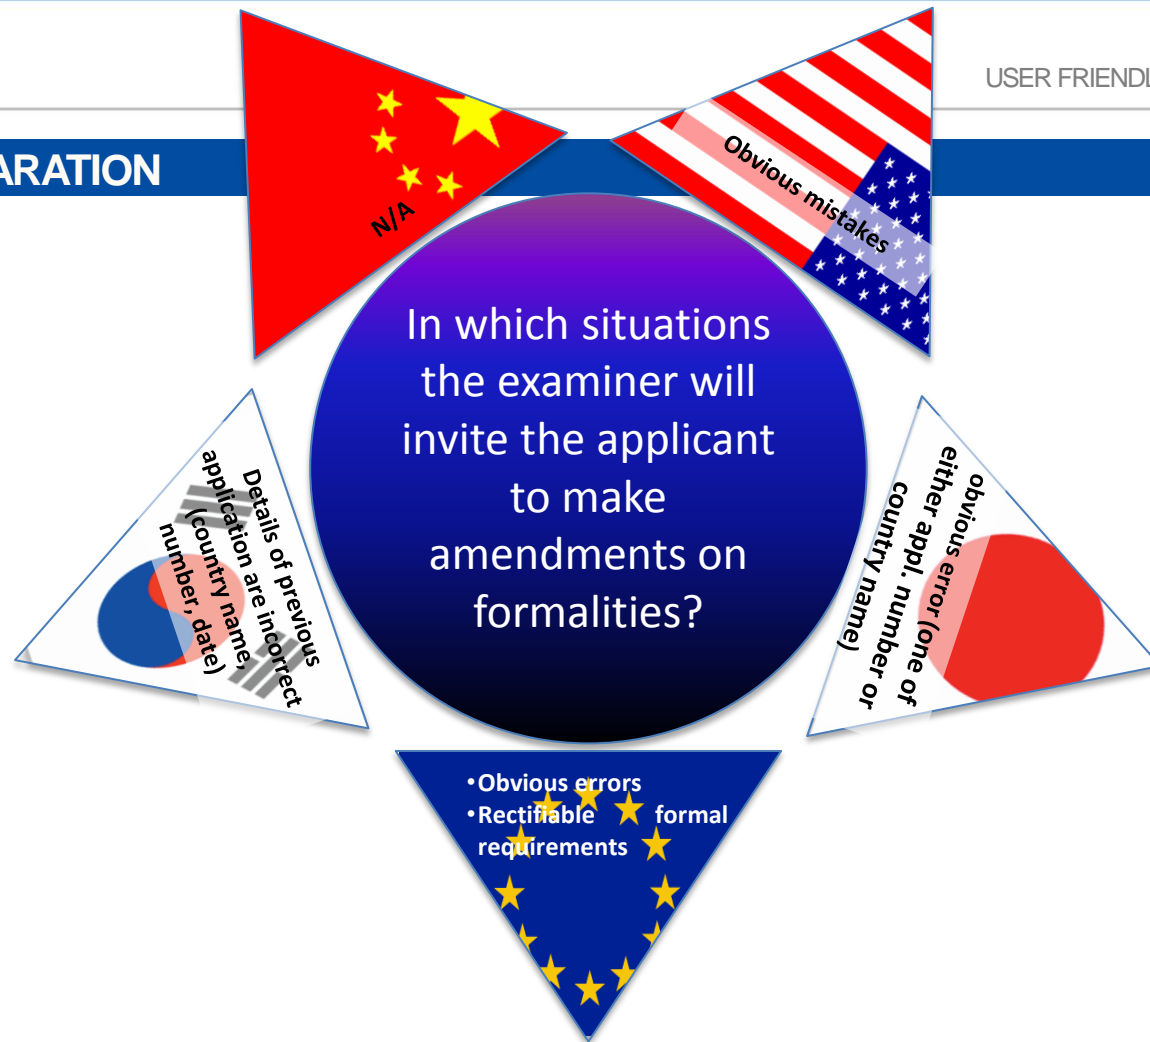 USER FRIENDL
ARATION
N/A
Obvious mistakes
In which situations
the examiner will
invite the applicant
to make
amendments on
formalities?
Details of previous
application are incorrect
(country name,
number, date)
obvious error (one of
either appl. number or
country name)
•Obvious errors
•Rectifiable formal
requirements